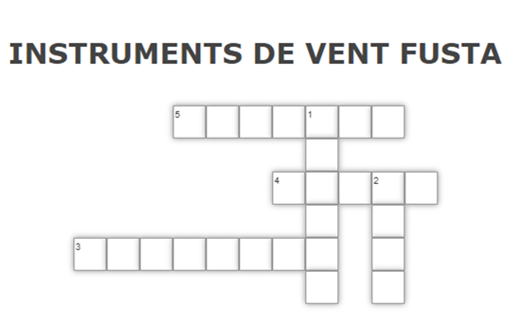 INSTRUMENTS DE VENT FUSTA
5 1
4 2
3